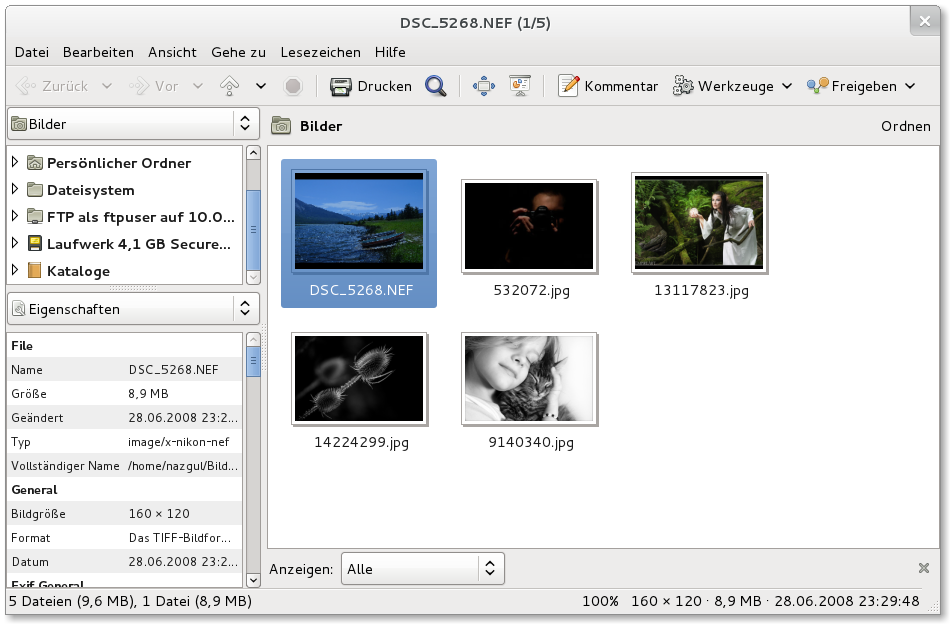 DSC_5268.NEF (1/5)
Datei Bearbeiten Ansicht Gehe zu Lesezeichen Hilfe
Zurück Vor Drucken Kommentar Werkzeuge Freigeben
Bilder
Persönlicher Ordner
Dateisystem
FTP als ftpuser auf 10.0...
Laufwerk 4,1 GB Secure...
Kataloge
Eigenschaften
File
Name DSC_5268.NEF
Größe 8,9 MB
Geändert 28.06.2008 23:2...
Typ image/x-nikon-nef
Vollständiger Name /home/nazgul/Bild...
General
Bildgröße 160 × 120
Format Das TIFF-Bildfor...
Datum 28.06.2008 23:2...
Exif General
Bilder Ordnen
DSC_5268.NEF 532072.jpg 13117823.jpg
14224299.jpg 9140340.jpg
Anzeigen: Alle
5 Dateien (9,6 MB), 1 Datei (8,9 MB) 100% 160 × 120 · 8,9 MB · 28.06.2008 23:29:48